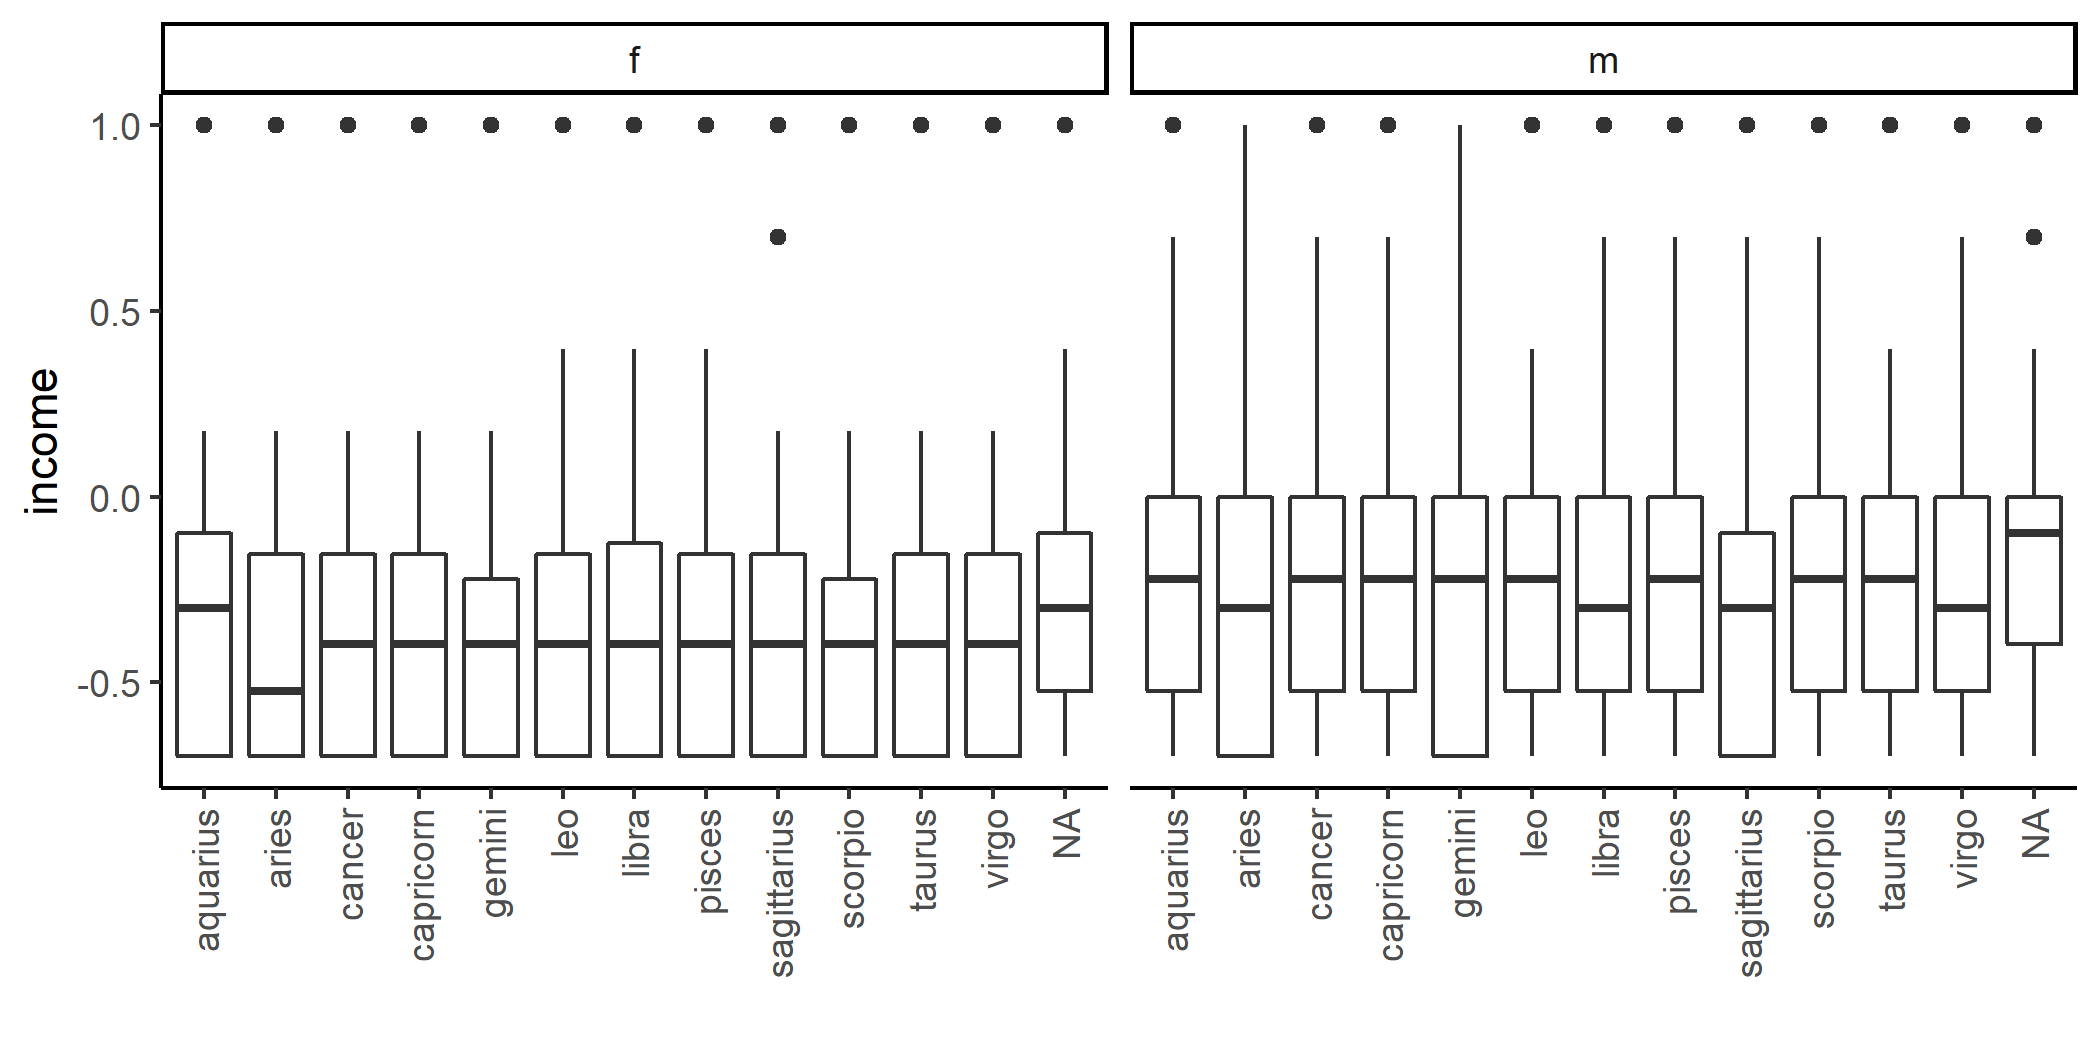 f
m
1.0
0.5
0.0
-0.5
income
aquarius
aries
cancer
capricorn
gemini
leo
libra
pisces
sagittarius
scorpio
taurus
virgo
NA
aquarius
aries
cancer
capricorn
gemini
leo
libra
pisces
sagittarius
scorpio
taurus
virgo
NA